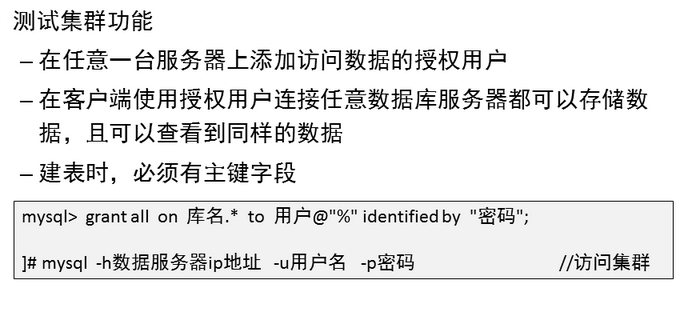 测试集群功能
– 在任意一台服务器上添加访问数据的授权用户
– 在客户端使用授权用户连接任意数据库服务器都可以存储数
据，且可以查看到同样的数据
– 建表时，必须有主键字段
mysql> grant all on 库名.* to 用户@"%" identified by "密码";
]# mysql -h数据服务器ip地址 -u用户名 -p密码 //访问集群